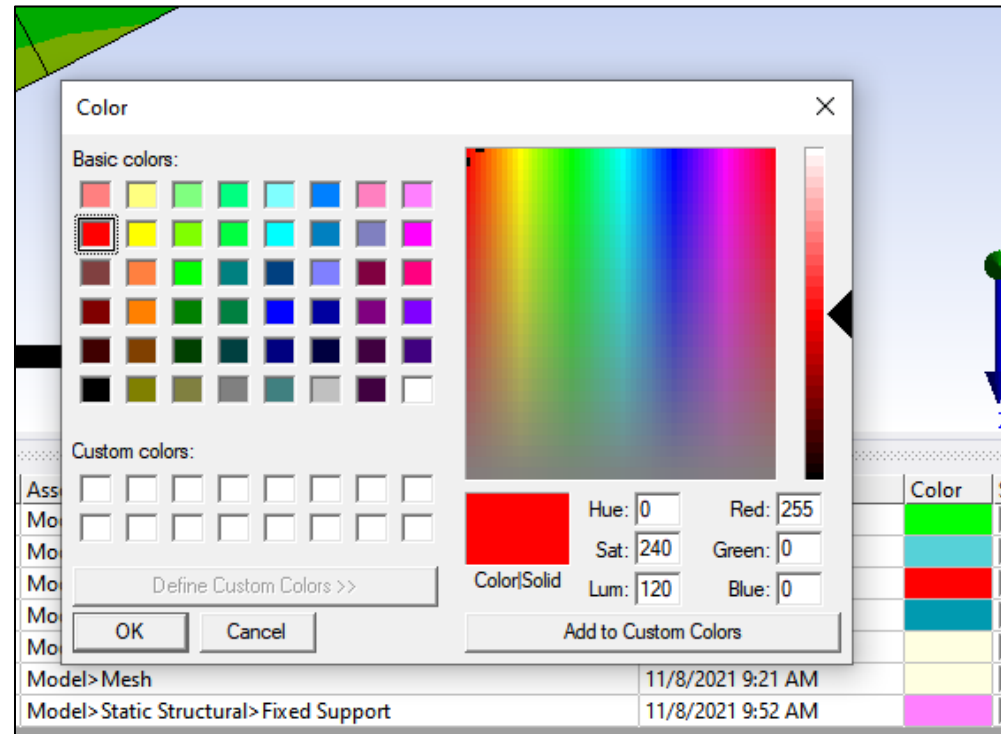 Color
Basic colors:
Custom colors:
Define Custom Colors >>
OK Cancel
Color|Solid
Hue: 0 Red: 255
Sat: 240 Green: 0
Lum: 120 Blue: 0
Add to Custom Colors
Color
Model>Mesh 11/8/2021 9:21 AM
Model>Static Structural>Fixed Support 11/8/2021 9:52 AM